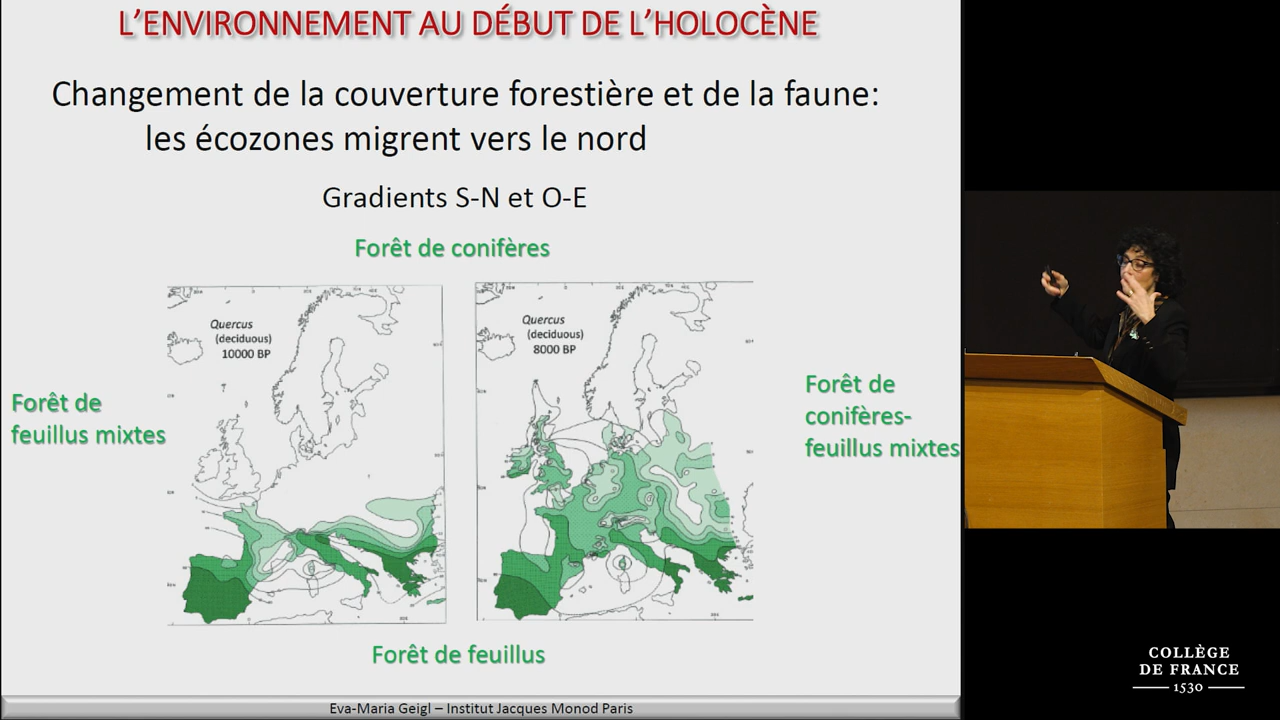 L'ENVIRONNEMENT AU DÉBUT DE L'HOLOCÈNE
Changement de la couverture forestière et de la faune:
les écozones migrent vers le nord
Gradients S-N et O-E
Forêt de conifères
Quercus
(deciduous)
10000 BP
Quercus
(deciduous)
8000 BP
Forêt de
feuillus mixtes
Forêt de
conifères-
feuillus mixtes
Forêt de feuillus
Eva-Maria Geigl – Institut Jacques Monod Paris
COLLÈGE
DE FRANCE
1530